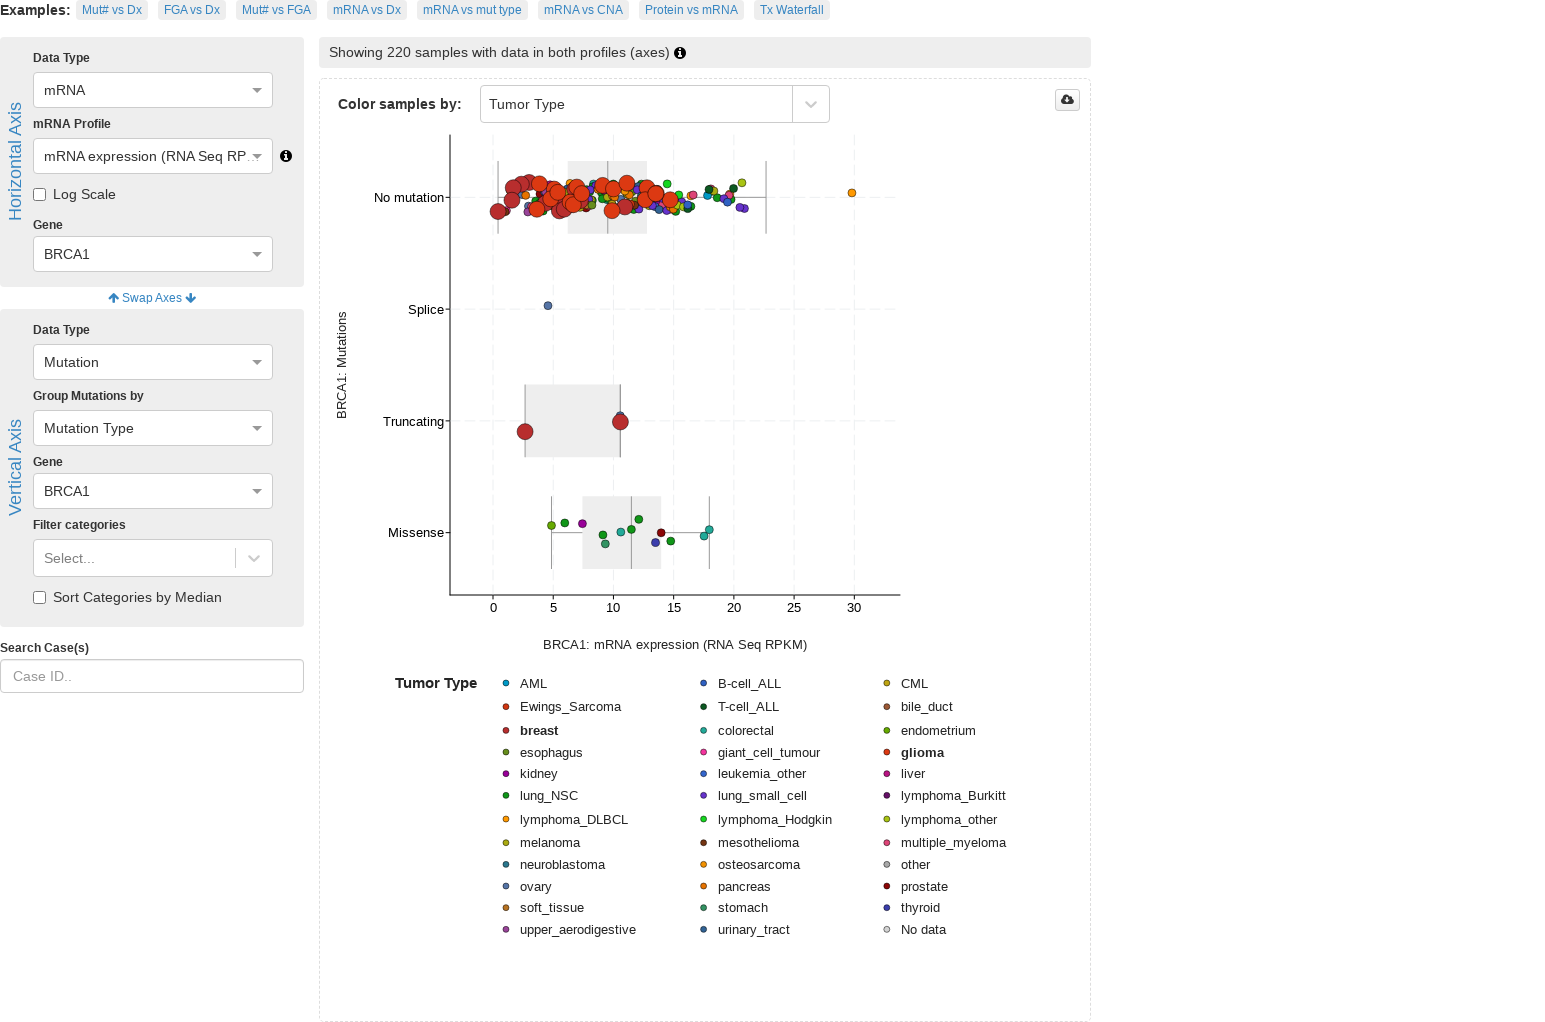 Examples: Mut# vs Dx FGA vs Dx Mut# vs FGA mRNA vs Dx mRNA vs mut type mRNA vs CNA Protein vs mRNA Tx Waterfall
Horizontal Axis
Data Type
mRNA
mRNA Profile
mRNA expression (RNA Seq RP...
Log Scale
Gene
BRCA1
Swap Axes
Vertical Axis
Data Type
Mutation
Group Mutations by
Mutation Type
Gene
BRCA1
Filter categories
Select...
Sort Categories by Median
Search Case(s)
Case ID..
Showing 220 samples with data in both profiles (axes)
Color samples by: Tumor Type
BRCA1: Mutations
No mutation
Splice
Truncating
Missense
0 5 10 15 20 25 30
BRCA1: mRNA expression (RNA Seq RPKM)
Tumor Type AML B-cell_ALL CML
Ewings_Sarcoma T-cell_ALL bile_duct
breast colorectal endometrium
esophagus giant_cell_tumour glioma
kidney leukemia_other liver
lung_NSC lung_small_cell lymphoma_Burkitt
lymphoma_DLBCL lymphoma_Hodgkin lymphoma_other
melanoma mesothelioma multiple_myeloma
neuroblastoma osteosarcoma other
ovary pancreas prostate
soft_tissue stomach thyroid
upper_aerodigestive urinary_tract No data